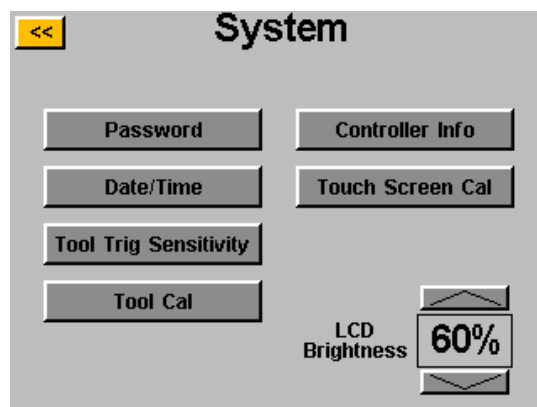 <<
System
Password
Controller Info
Date/Time
Touch Screen Cal
Tool Trig Sensitivity
Tool Cal
LCD
Brightness
60%